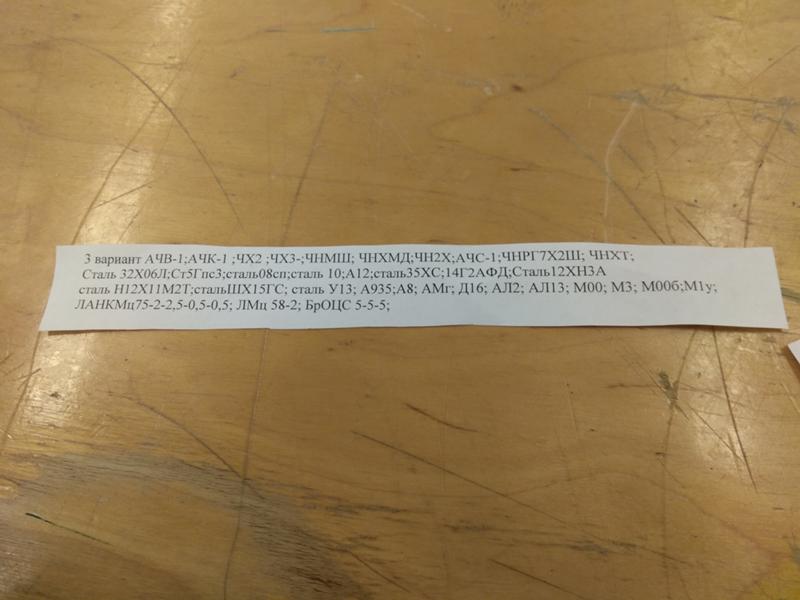 3 вариант АЧВ-1;АЧК-1 ;ЧХ2 ;ЧХ3-;ЧНМШ; ЧНХМД;ЧН2Х;АЧС-1;ЧНРГ7Х2Ш; ЧНХТ;
Сталь 32Х06Л;Ст5Гпс3;сталь08сп;сталь 10;А12;сталь35ХС;14Г2АФД;Сталь12ХН3А
сталь Н12Х11М2Т;стальШХ15ГС; сталь У13; А935;А8; АМг; Д16; АЛ2; АЛ13; М00; М3; М00б;М1у;
ЛАНКМц75-2-2,5-0,5-0,5; ЛМц 58-2; БрОЦС 5-5-5;